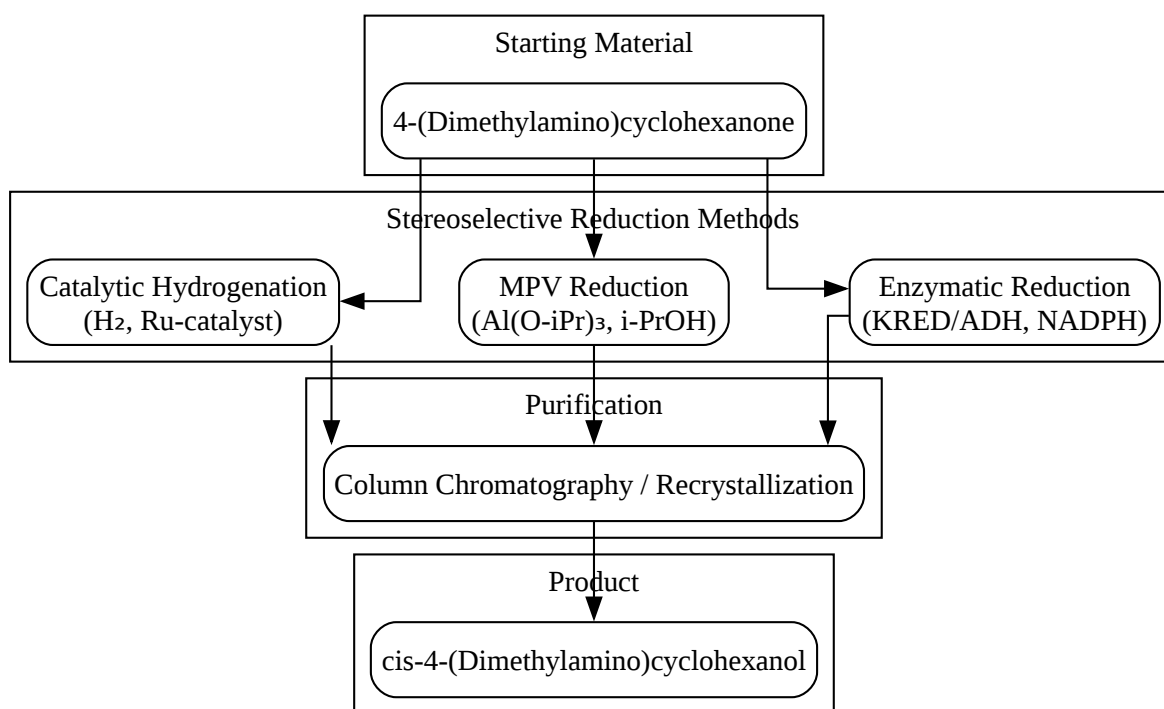 Starting Material
4-(Dimethylamino)cyclohexanone
Stereoselective Reduction Methods
Catalytic Hydrogenation
(H₂, Ru-catalyst)
MPV Reduction
(Al(O-iPr)₃, i-PrOH)
Enzymatic Reduction
(KRED/ADH, NADPH)
Purification
Column Chromatography / Recrystallization
Product
cis-4-(Dimethylamino)cyclohexanol